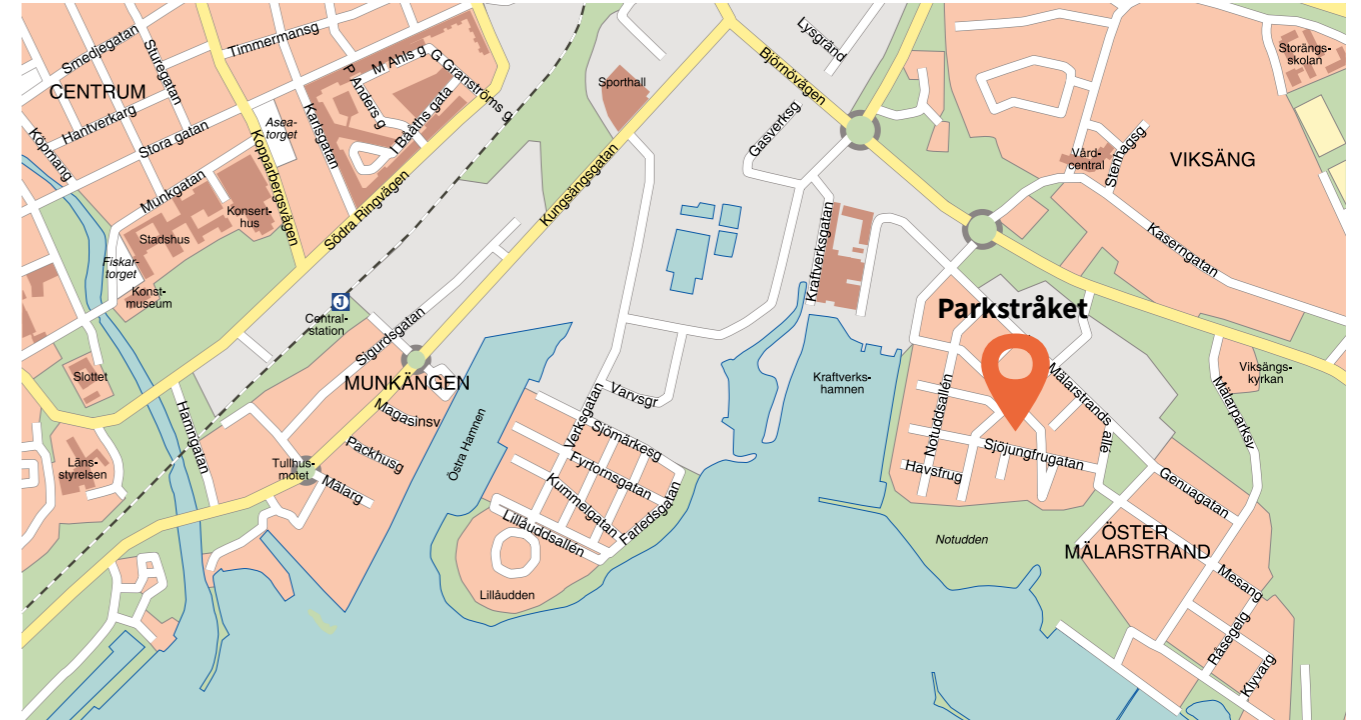 Smedjegatan
Sturegatan
Timmermansg
CENTRUM
Hantverkarg
Köpmang
Stora gatan
Asea-
torget
Karlsgatan
P Anders g
M Ahls g
G Granströms g
I Bååths gata
Kopparbergsvägen
Munkgatan
Konsert-
hus
Stadshus
Fiskar-
torget
Konst-
museum
Södra Ringvägen
Central-
station
J
Sigurdsgatan
Kungsängsgatan
Sporthall
Björnövägen
Lysgränd
Gasverksg
Kraftverksgatan
Vård-
central
Stenhagsg
VIKSÄNG
Storängs-
skolan
Kaserngatan
Parkstråket
Slottet
Hamngatan
Läns-
styrelsen
MUNKÄNGEN
Magasinsv
Packhusg
Tullhus-
motet
Mälarg
Östra Hamnen
Verksgatan
Varvsgr
Sjömärkesg
Fyrtornsgatan
Kummelgatan
Lillåuddsallén
Farledsgatan
Lillåudden
Kraftverks-
hamnen
Notuddsallén
Mälarstrands allé
Sjöjungfrugatan
Havsfrug
Notudden
Viksängs-
kyrkan
Mälarparksv
Genuagatan
ÖSTER
MÄLARSTRAND
Mesang
Råsegelg
Klyvarg